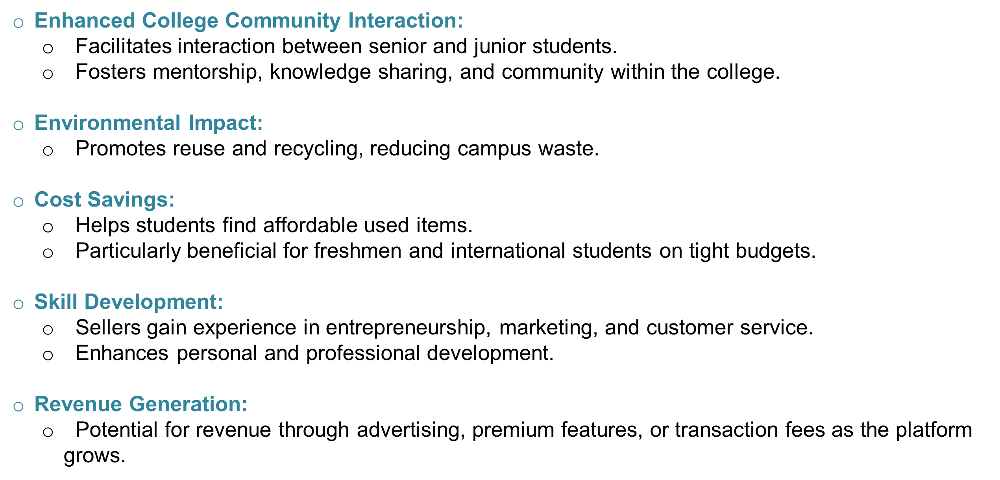 o Enhanced College Community Interaction:
o Facilitates interaction between senior and junior students.
o Fosters mentorship, knowledge sharing, and community within the college.
o Environmental Impact:
o Promotes reuse and recycling, reducing campus waste.
o Cost Savings:
o Helps students find affordable used items.
o Particularly beneficial for freshmen and international students on tight budgets.
o Skill Development:
o Sellers gain experience in entrepreneurship, marketing, and customer service.
o Enhances personal and professional development.
o Revenue Generation:
o Potential for revenue through advertising, premium features, or transaction fees as the platform
grows.